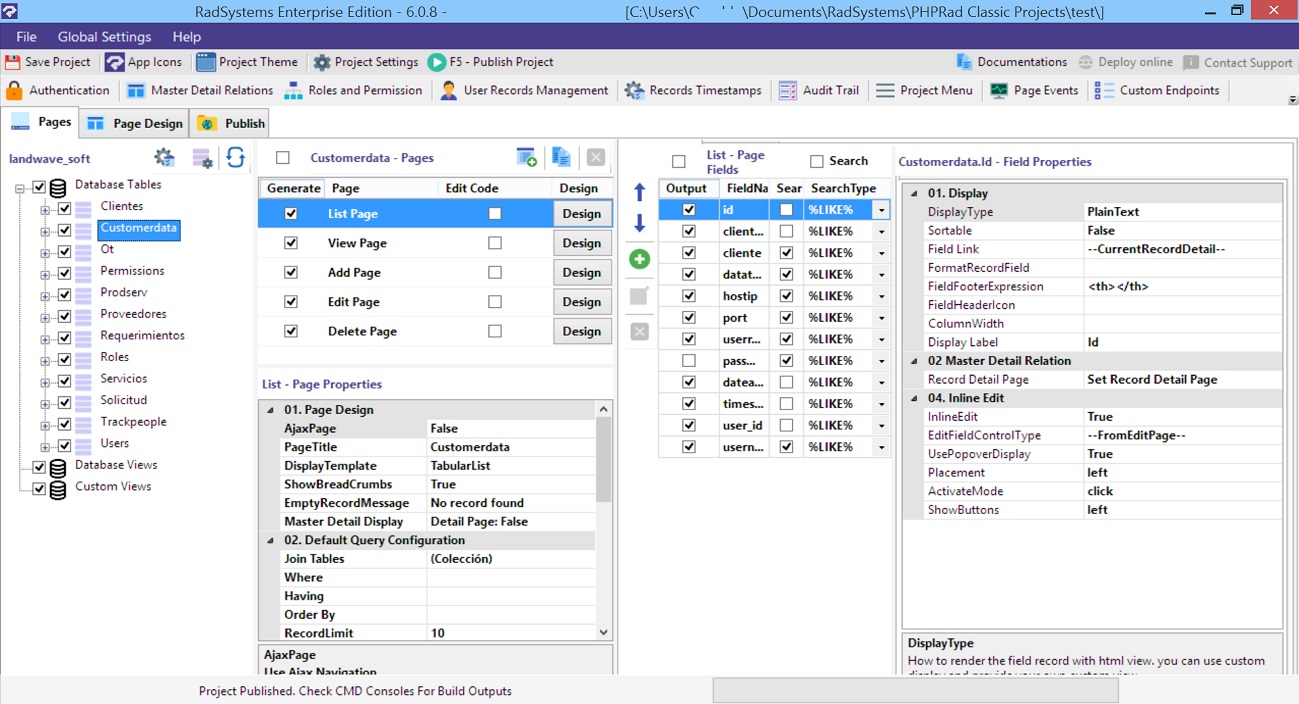 RadSystems Enterprise Edition - 6.0.8 -
[C:\Users\C \Documents\RadSystems\PHPRad Classic Projects\test\]
File Global Settings Help
Save Project App Icons Project Theme Project Settings F5 - Publish Project Documentations Deploy online Contact Support
Authentication Master Detail Relations Roles and Permission User Records Management Records Timestamps Audit Trail Project Menu Page Events Custom Endpoints
Pages Page Design Publish
landwave_soft
Database Tables
Clientes
Customerdata
Ot
Permissions
Prodserv
Proveedores
Requerimientos
Roles
Servicios
Solicitud
Trackpeople
Users
Database Views
Custom Views
Customerdata - Pages
Generate Page Edit Code Design
List Page Design
View Page Design
Add Page Design
Edit Page Design
Delete Page Design
List - Page Properties
01. Page Design
AjaxPage False
PageTitle Customerdata
DisplayTemplate TabularList
ShowBreadCrumbs True
EmptyRecordMessage No record found
Master Detail Display Detail Page: False
02. Default Query Configuration
Join Tables (Colección)
Where
Having
Order By
RecordLimit 10
AjaxPage
Use Ajax Navigation
List - Page
Fields
Search
Output FieldNa Sear SearchType
id %LIKE%
client... %LIKE%
cliente %LIKE%
datat... %LIKE%
hostip %LIKE%
port %LIKE%
userr... %LIKE%
pass... %LIKE%
datea... %LIKE%
times... %LIKE%
user_id %LIKE%
usern... %LIKE%
Customerdata.Id - Field Properties
01. Display
DisplayType PlainText
Sortable False
Field Link --CurrentRecordDetail--
FormatRecordField
FieldFooterExpression <th></th>
FieldHeaderIcon
ColumnWidth
Display Label Id
02 Master Detail Relation
Record Detail Page Set Record Detail Page
04. Inline Edit
InlineEdit True
EditFieldControlType --FromEditPage--
UsePopoverDisplay True
Placement left
ActivateMode click
ShowButtons left
DisplayType
How to render the field record with html view. you can use custom
display and provide your own custom view
Project Published. Check CMD Consoles For Build Outputs